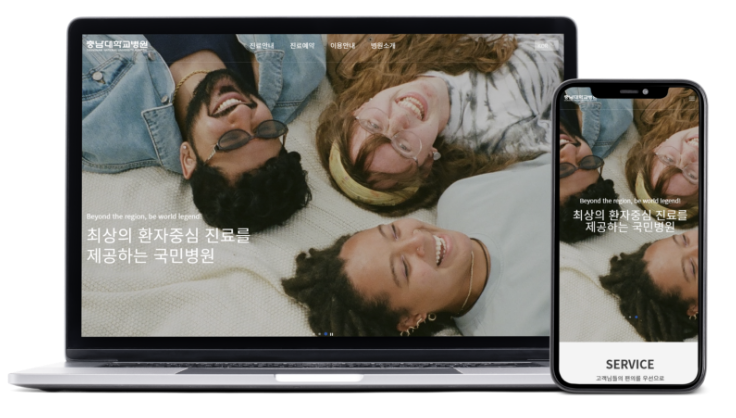 충남대학교병원
진료안내 진료예약 이용안내 병원소개
Beyond the region, be world legend!
최상의 환자중심 진료를
제공하는 국민병원
충남대학교병원
Beyond the region, be world legend!
최상의 환자중심 진료를
제공하는 국민병원
SERVICE
고객님들의 편의를 우선으로